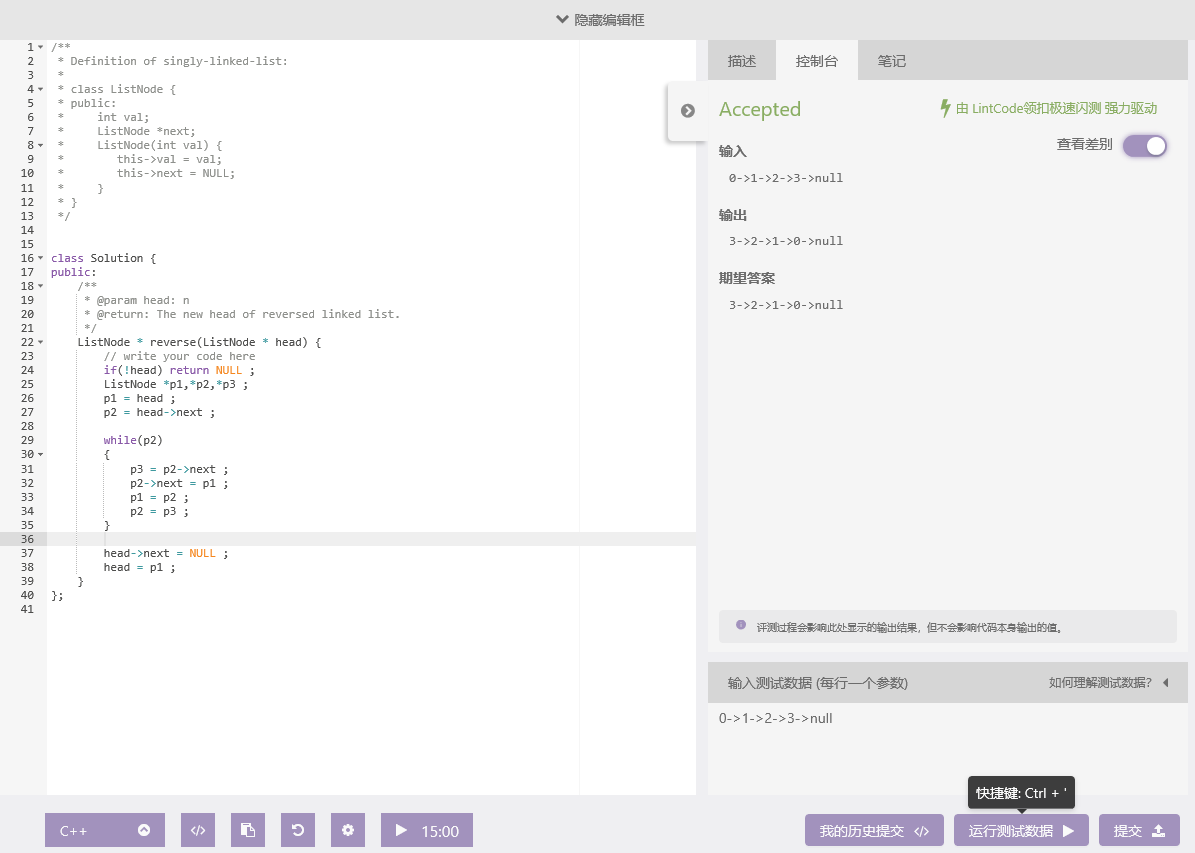 隐藏编辑框
1 /**
2 * Definition of singly-linked-list:
3 *
4 * class ListNode {
5 * public:
6 *     int val;
7 *     ListNode *next;
8 *     ListNode(int val) {
9 *        this->val = val;
10 *        this->next = NULL;
11 *     }
12 * }
13 */
14
15
16 class Solution {
17 public:
18     /**
19      * @param head: n
20      * @return: The new head of reversed linked list.
21      */
22     ListNode * reverse(ListNode * head) {
23         // write your code here
24         if(!head) return NULL ;
25         ListNode *p1,*p2,*p3 ;
26         p1 = head ;
27         p2 = head->next ;
28
29         while(p2)
30         {
31             p3 = p2->next ;
32             p2->next = p1 ;
33             p1 = p2 ;
34             p2 = p3 ;
35         }
36
37         head->next = NULL ;
38         head = p1 ;
39     }
40 };
41
描述 控制台 笔记
Accepted 由 LintCode领扣极速闪测 强力驱动
查看差别
输入
0->1->2->3->null
输出
3->2->1->0->null
期望答案
3->2->1->0->null
评测过程会影响此处显示的输出结果，但不会影响代码本身输出的值。
输入测试数据 (每行一个参数) 如何理解测试数据?
0->1->2->3->null
快捷键: Ctrl + '
C++ </> 15:00 我的历史提交 </> 运行测试数据 提交